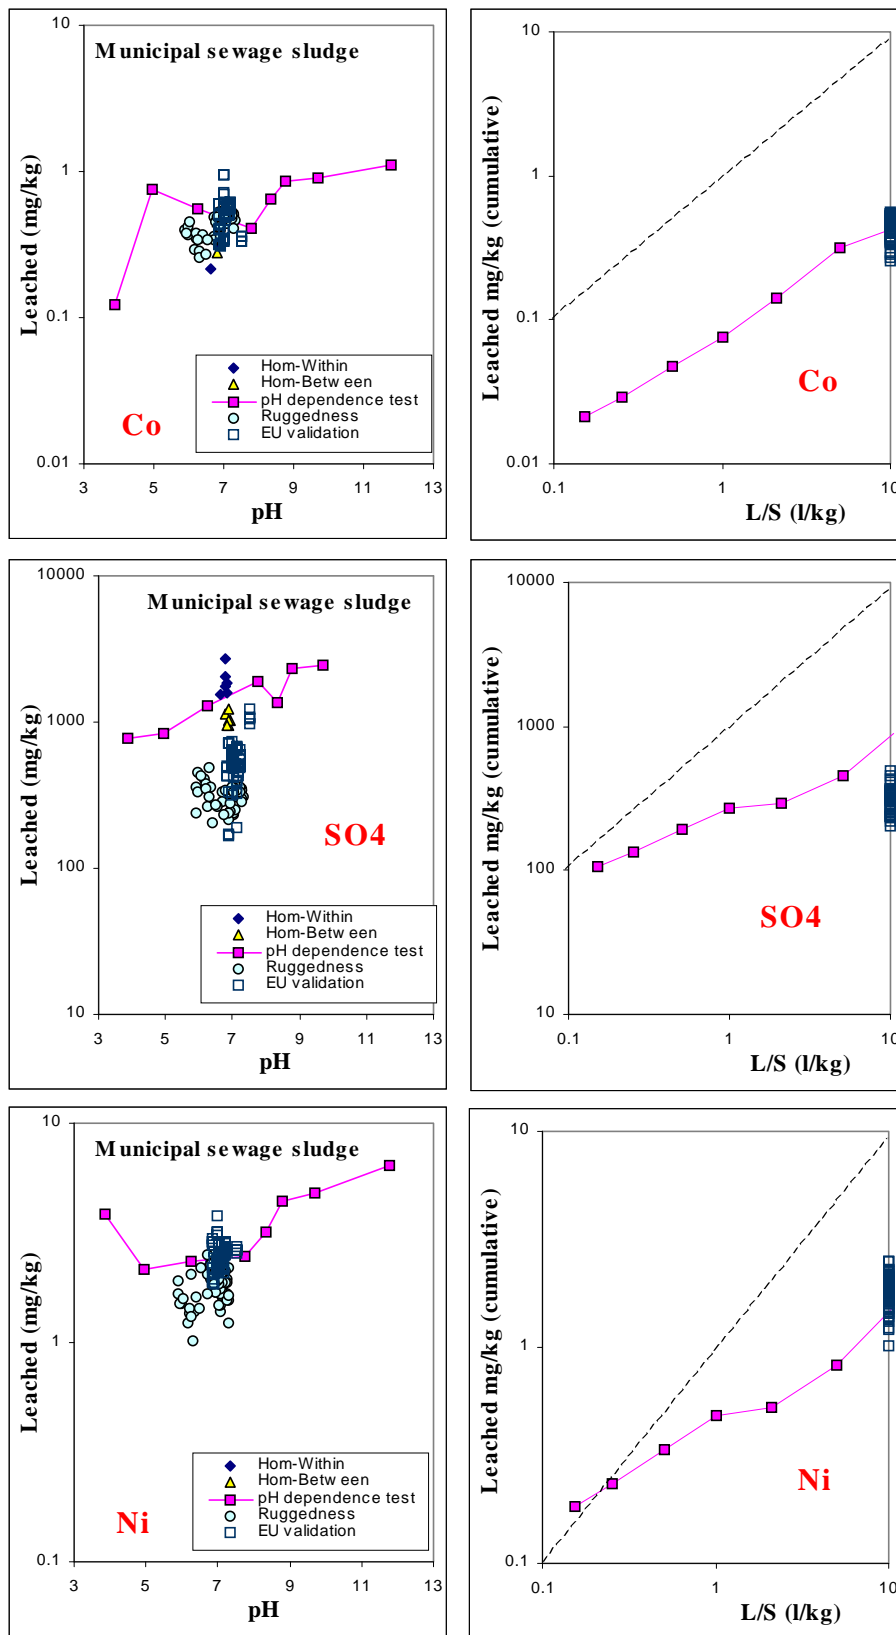 Municipal sewage sludge
Leached (mg/kg)
10
1
0.1
0.01
3 5 7 9 11 13
pH
Co
Hom-Within
Hom-Betw een
pH dependence test
Ruggedness
EU validation
Leached mg/kg (cumulative)
10
1
0.1
0.01
0.1 1 10
L/S (l/kg)
Co
Municipal sewage sludge
Leached (mg/kg)
10000
1000
100
10
3 5 7 9 11 13
pH
SO4
Hom-Within
Hom-Betw een
pH dependence test
Ruggedness
EU validation
Leached mg/kg (cumulative)
10000
1000
100
10
0.1 1 10
L/S (l/kg)
SO4
Municipal sewage sludge
Leached (mg/kg)
10
1
0.1
3 5 7 9 11 13
pH
Ni
Hom-Within
Hom-Betw een
pH dependence test
Ruggedness
EU validation
Leached mg/kg (cumulative)
10
1
0.1
0.1 1 10
L/S (l/kg)
Ni